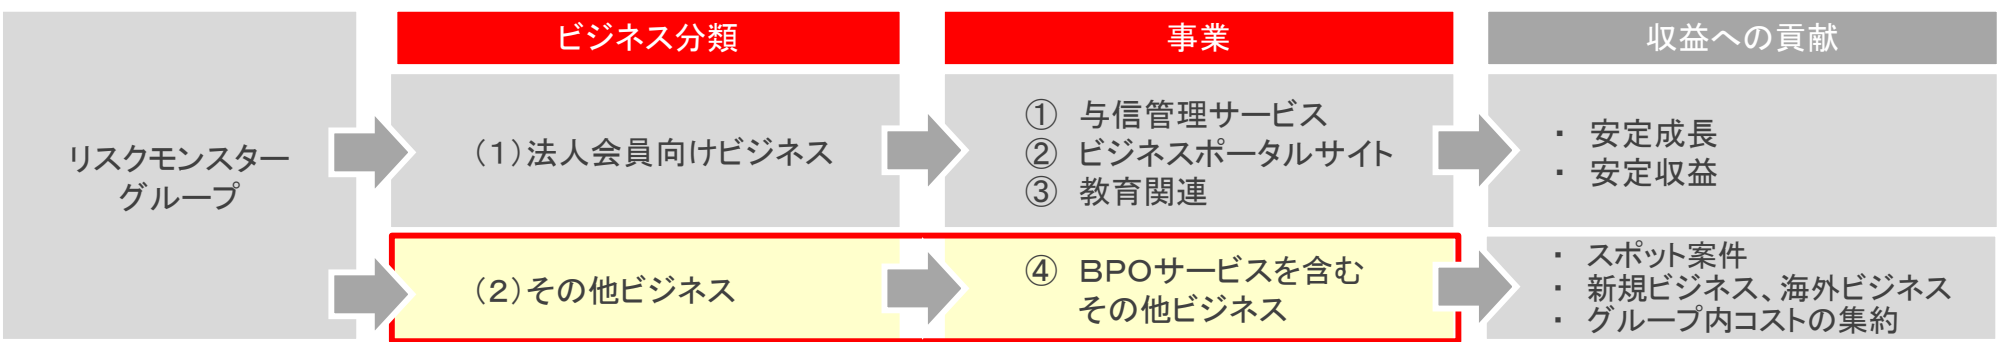 ビジネス分類
事業
収益への貢献
リスクモンスター
グループ
(1)法人会員向けビジネス
① 与信管理サービス
② ビジネスポータルサイト
③ 教育関連
・ 安定成長
・ 安定収益
(2)その他ビジネス
④ BPOサービスを含む
その他ビジネス
・ スポット案件
・ 新規ビジネス、海外ビジネス
・ グループ内コストの集約